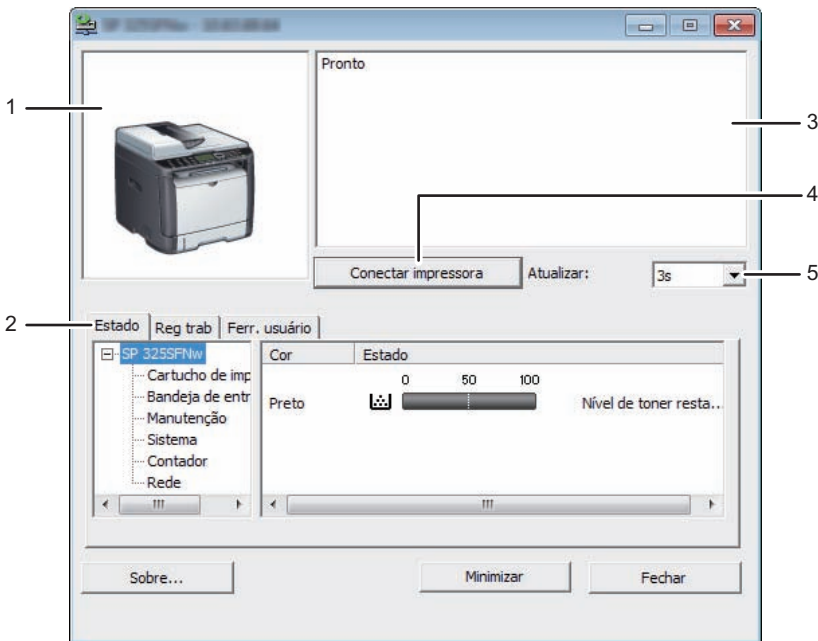 Pronto
1
3
4
Conectar impressora
Atualizar:
3s
5
2
Estado
Reg trab
Ferr. usuário
SP 325SFNw
Cartucho de imp
Bandeja de entr
Manutenção
Sistema
Contador
Rede
Cor
Estado
0 50 100
Preto
Nível de toner resta...
Sobre...
Minimizar
Fechar